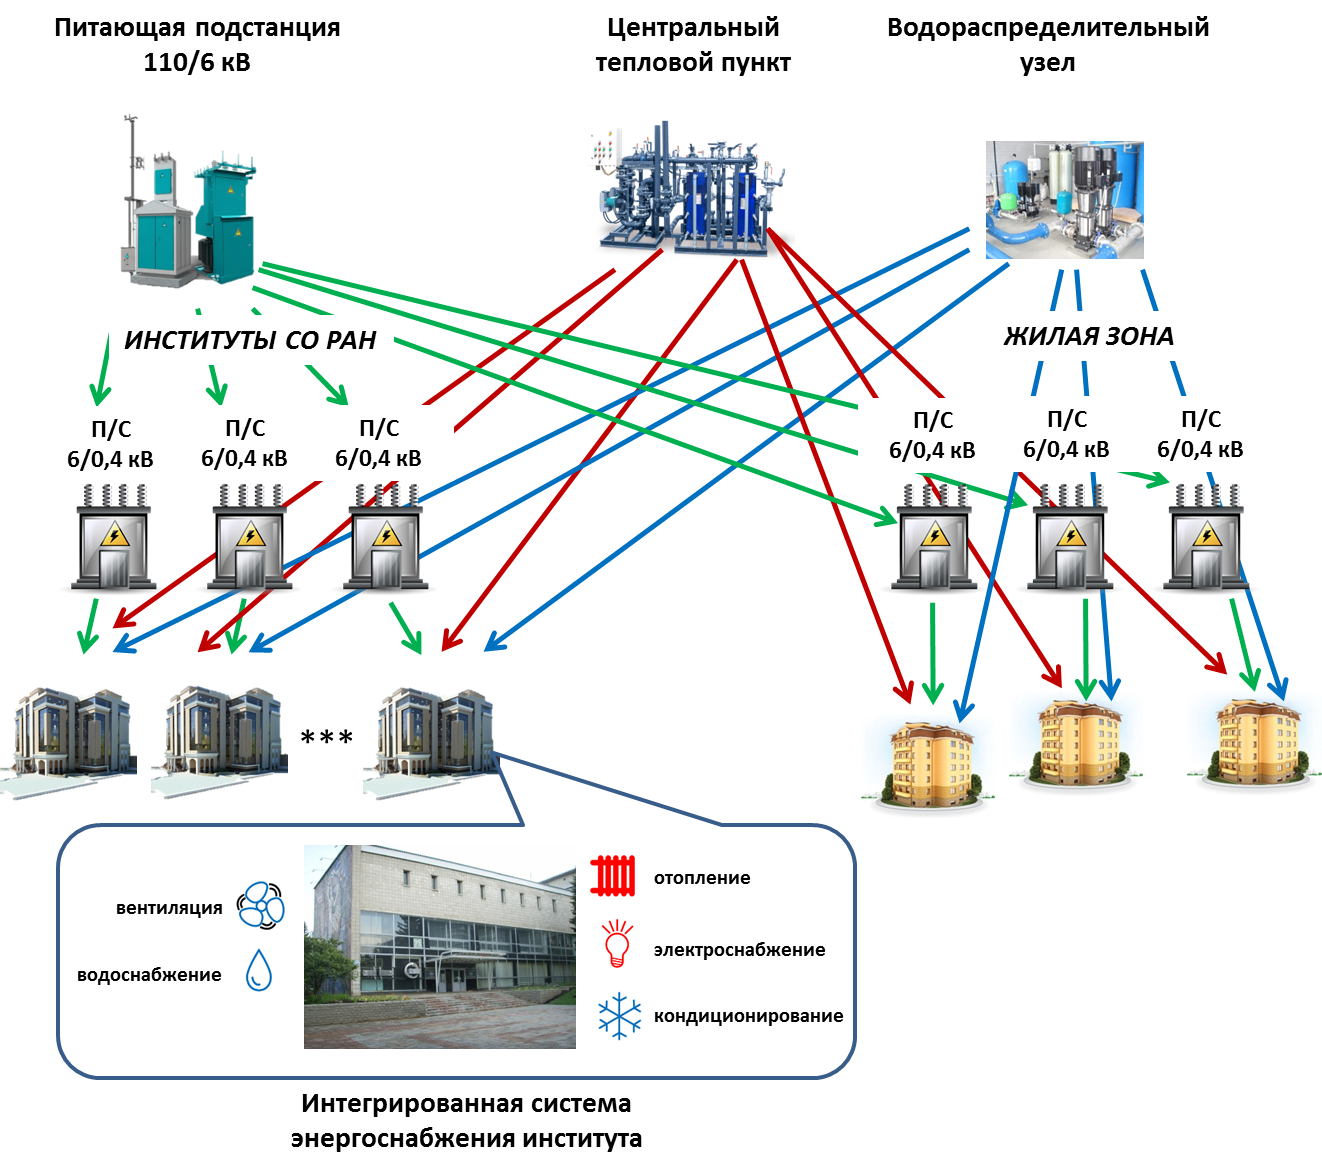 Питающая подстанция
110/6 кВ
Центральный
тепловой пункт
Водораспределительный
узел
ИНСТИТУТЫ СО РАН
ЖИЛАЯ ЗОНА
П/С
6/0,4 кВ
П/С
6/0,4 кВ
П/С
6/0,4 кВ
П/С
6/0,4 кВ
П/С
6/0,4 кВ
П/С
6/0,4 кВ
***
вентиляция
водоснабжение
отопление
электроснабжение
кондиционирование
Интегрированная система
энергоснабжения института